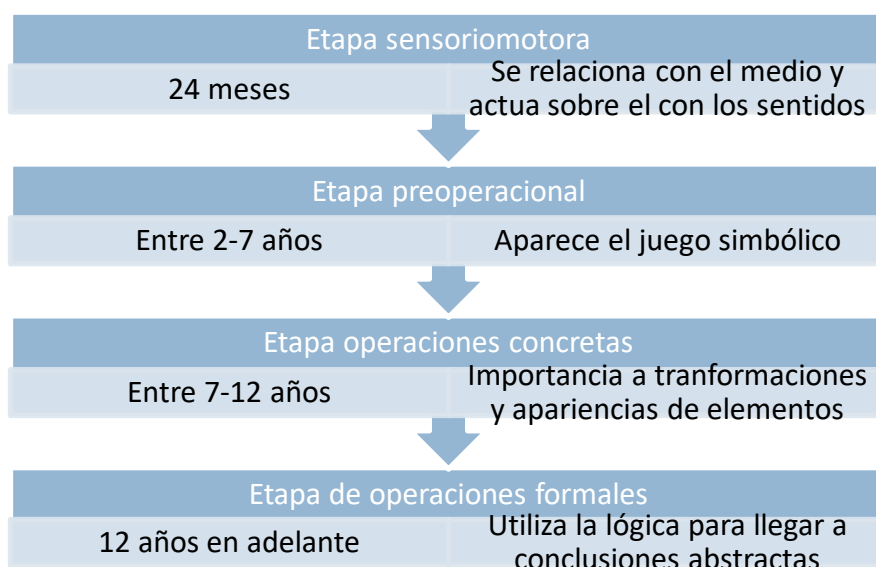 Etapa sensoriomotora
24 meses
Se relaciona con el medio y
actua sobre el con los sentidos
Etapa preoperacional
Entre 2-7 años
Aparece el juego simbólico
Etapa operaciones concretas
Entre 7-12 años
Importancia a tranformaciones
y apariencias de elementos
Etapa de operaciones formales
12 años en adelante
Utiliza la lógica para llegar a
conclusiones abstractas